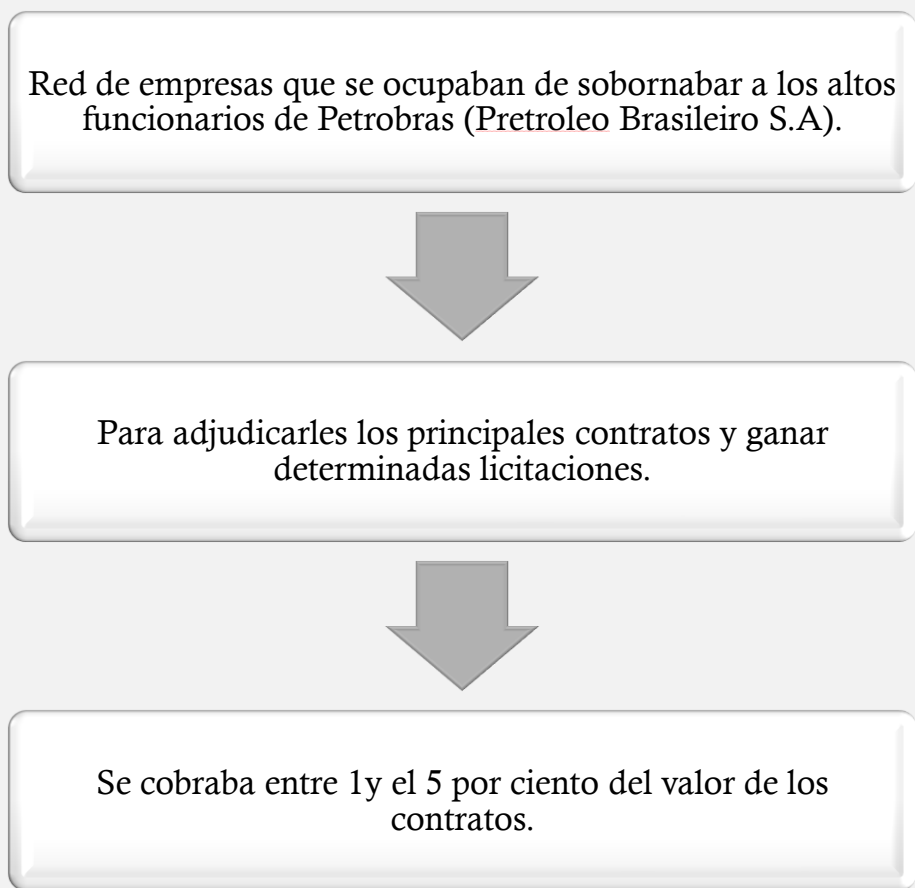 Red de empresas que se ocupaban de sobornabar a los altos
funcionarios de Petrobras (Pretroleo Brasileiro S.A).
Para adjudicarles los principales contratos y ganar
determinadas licitaciones.
Se cobraba entre 1y el 5 por ciento del valor de los
contratos.